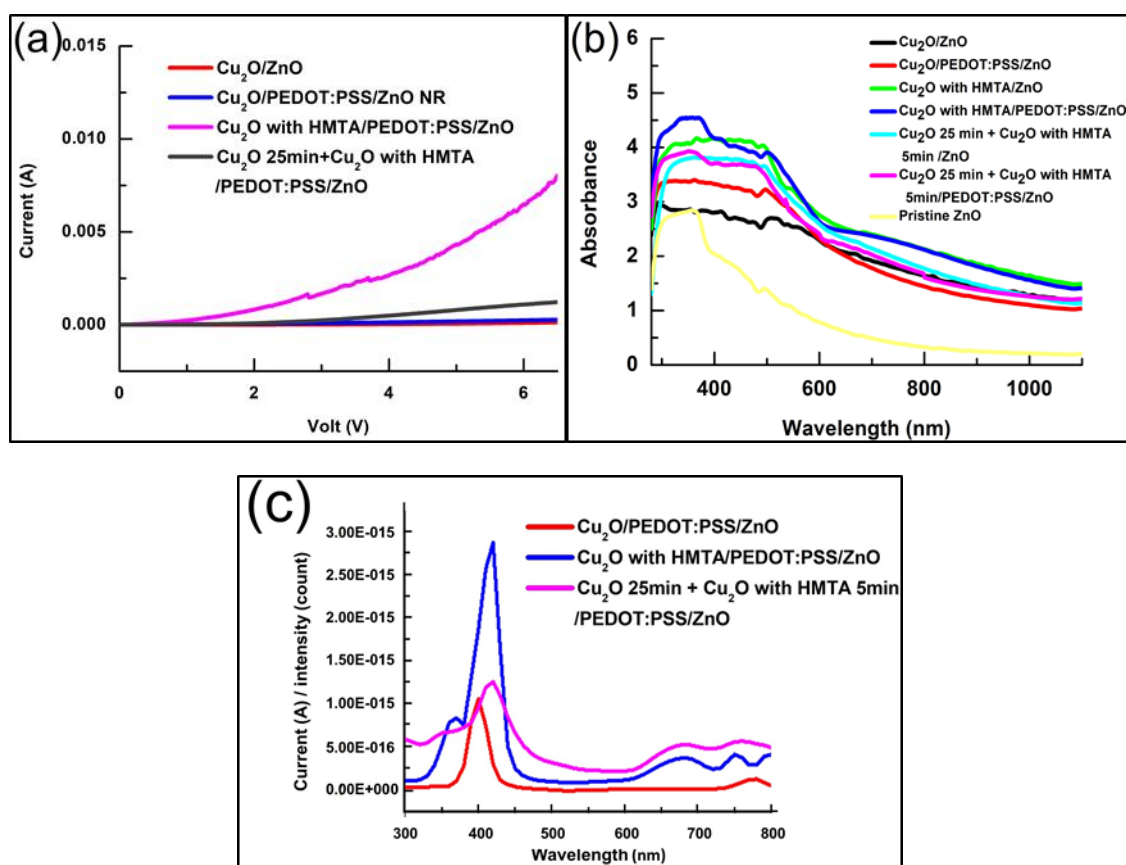 (a)
0.015
0.010
0.005
0.000
Current (A)
0 2 4 6
Volt (V)
Cu₂O/ZnO
Cu₂O/PEDOT:PSS/ZnO NR
Cu₂O with HMTA/PEDOT:PSS/ZnO
Cu₂O 25min+Cu₂O with HMTA
/PEDOT:PSS/ZnO
(b)
6
5
4
3
2
1
0
Absorbance
400 600 800 1000
Wavelength (nm)
Cu₂O/ZnO
Cu₂O/PEDOT:PSS/ZnO
Cu₂O with HMTA/ZnO
Cu₂O with HMTA/PEDOT:PSS/ZnO
Cu₂O 25 min + Cu₂O with HMTA
5min /ZnO
Cu₂O 25 min + Cu₂O with HMTA
5min/PEDOT:PSS/ZnO
Pristine ZnO
(c)
3.00E-015
2.50E-015
2.00E-015
1.50E-015
1.00E-015
5.00E-016
0.00E+000
Current (A) / intensity (count)
300 400 500 600 700 800
Wavelength (nm)
Cu₂O/PEDOT:PSS/ZnO
Cu₂O with HMTA/PEDOT:PSS/ZnO
Cu₂O 25min + Cu₂O with HMTA 5min
/PEDOT:PSS/ZnO